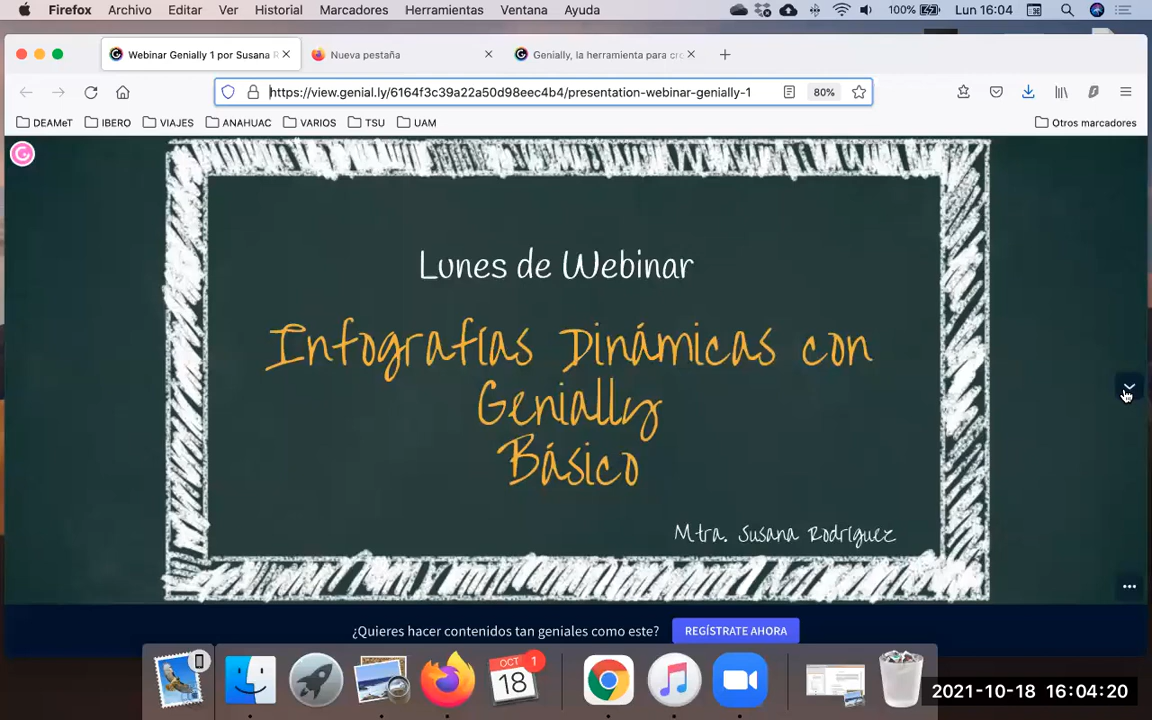 Firefox Archivo Editar Ver Historial Marcadores Herramientas Ventana Ayuda 100% Lun 16:04
Webinar Genially 1 por Susana R
Nueva pestaña
Genially, la herramienta para cre
https://view.genial.ly/6164f3c39a22a50d98eec4b4/presentation-webinar-genially-1 80%
DEAMeT IBERO VIAJES ANAHUAC VARIOS TSU UAM Otros marcadores
Lunes de Webinar
Infografías Dinámicas con
Genially
Básico
Mtra. Susana Rodríguez
¿Quieres hacer contenidos tan geniales como este? REGÍSTRATE AHORA
OCT 1
18
2021-10-18 16:04:20